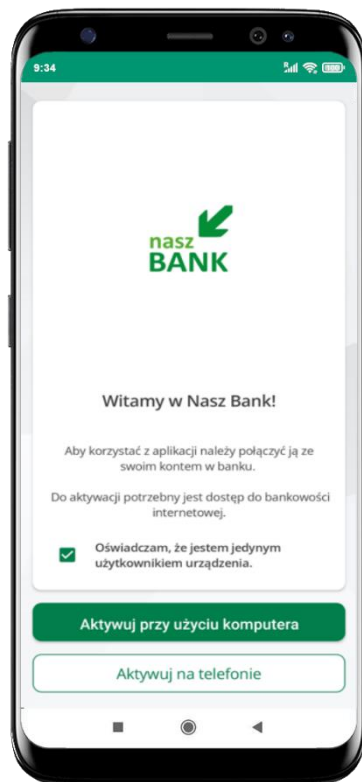 9:34
nasz
BANK
Witamy w Nasz Bank!
Aby korzystać z aplikacji należy połączyć ją ze
swoim kontem w banku.
Do aktywacji potrzebny jest dostęp do bankowości
internetowej.
Oświadczam, że jestem jedynym
użytkownikiem urządzenia.
Aktywuj przy użyciu komputera
Aktywuj na telefonie